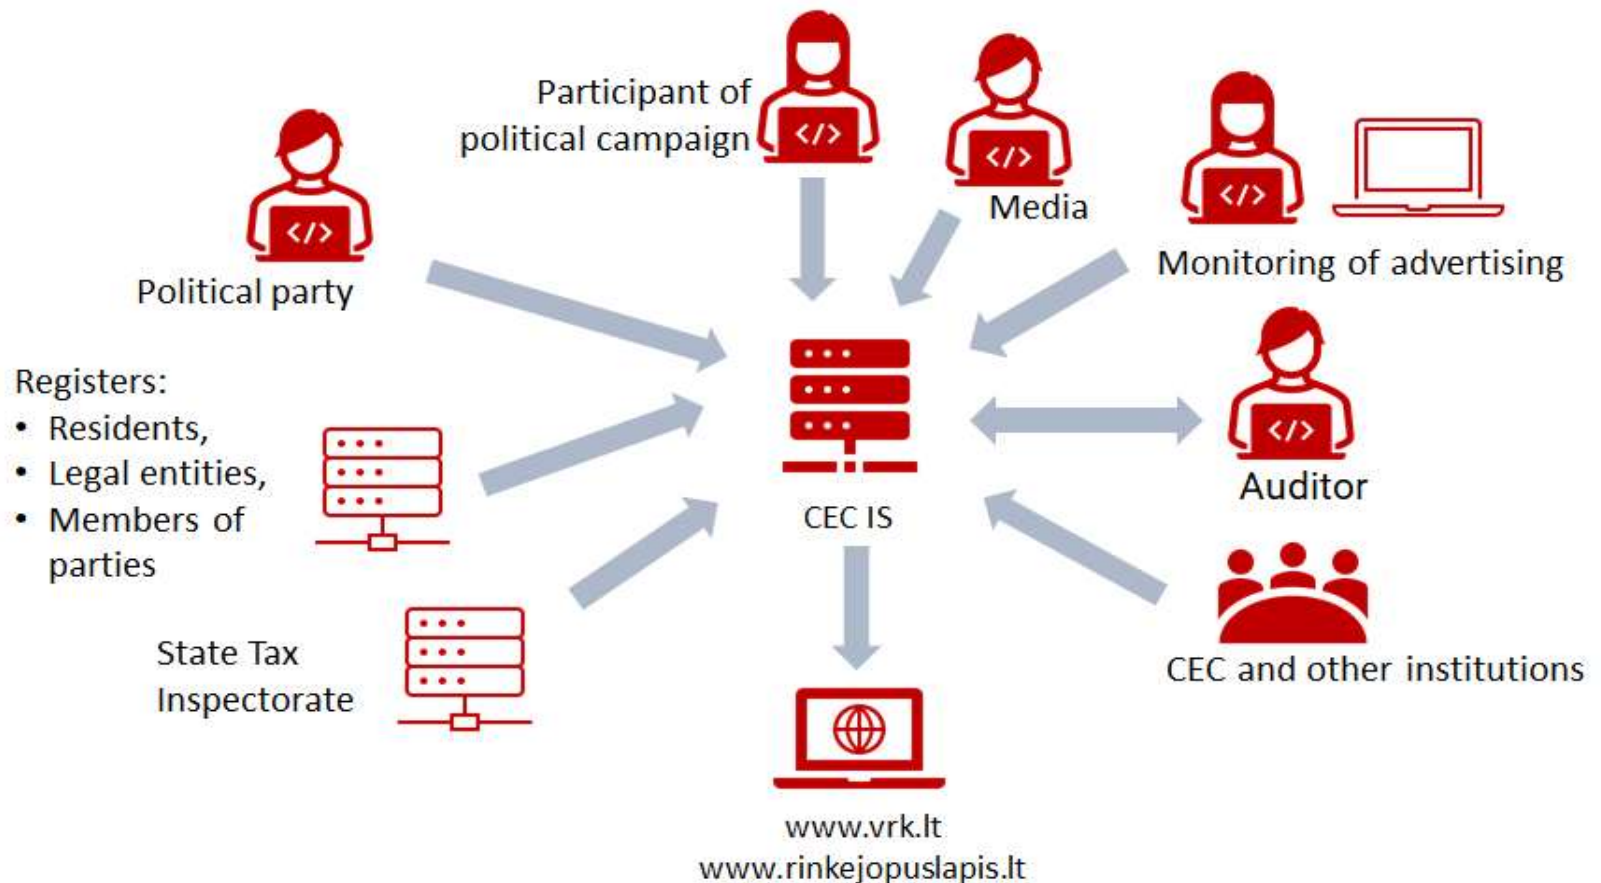 Participant of
political campaign
Media
Monitoring of advertising
Political party
Registers:
• Residents,
• Legal entities,
• Members of
parties
State Tax
Inspectorate
CEC IS
Auditor
CEC and other institutions
www.vrk.lt
www.rinkejopuslapis.lt